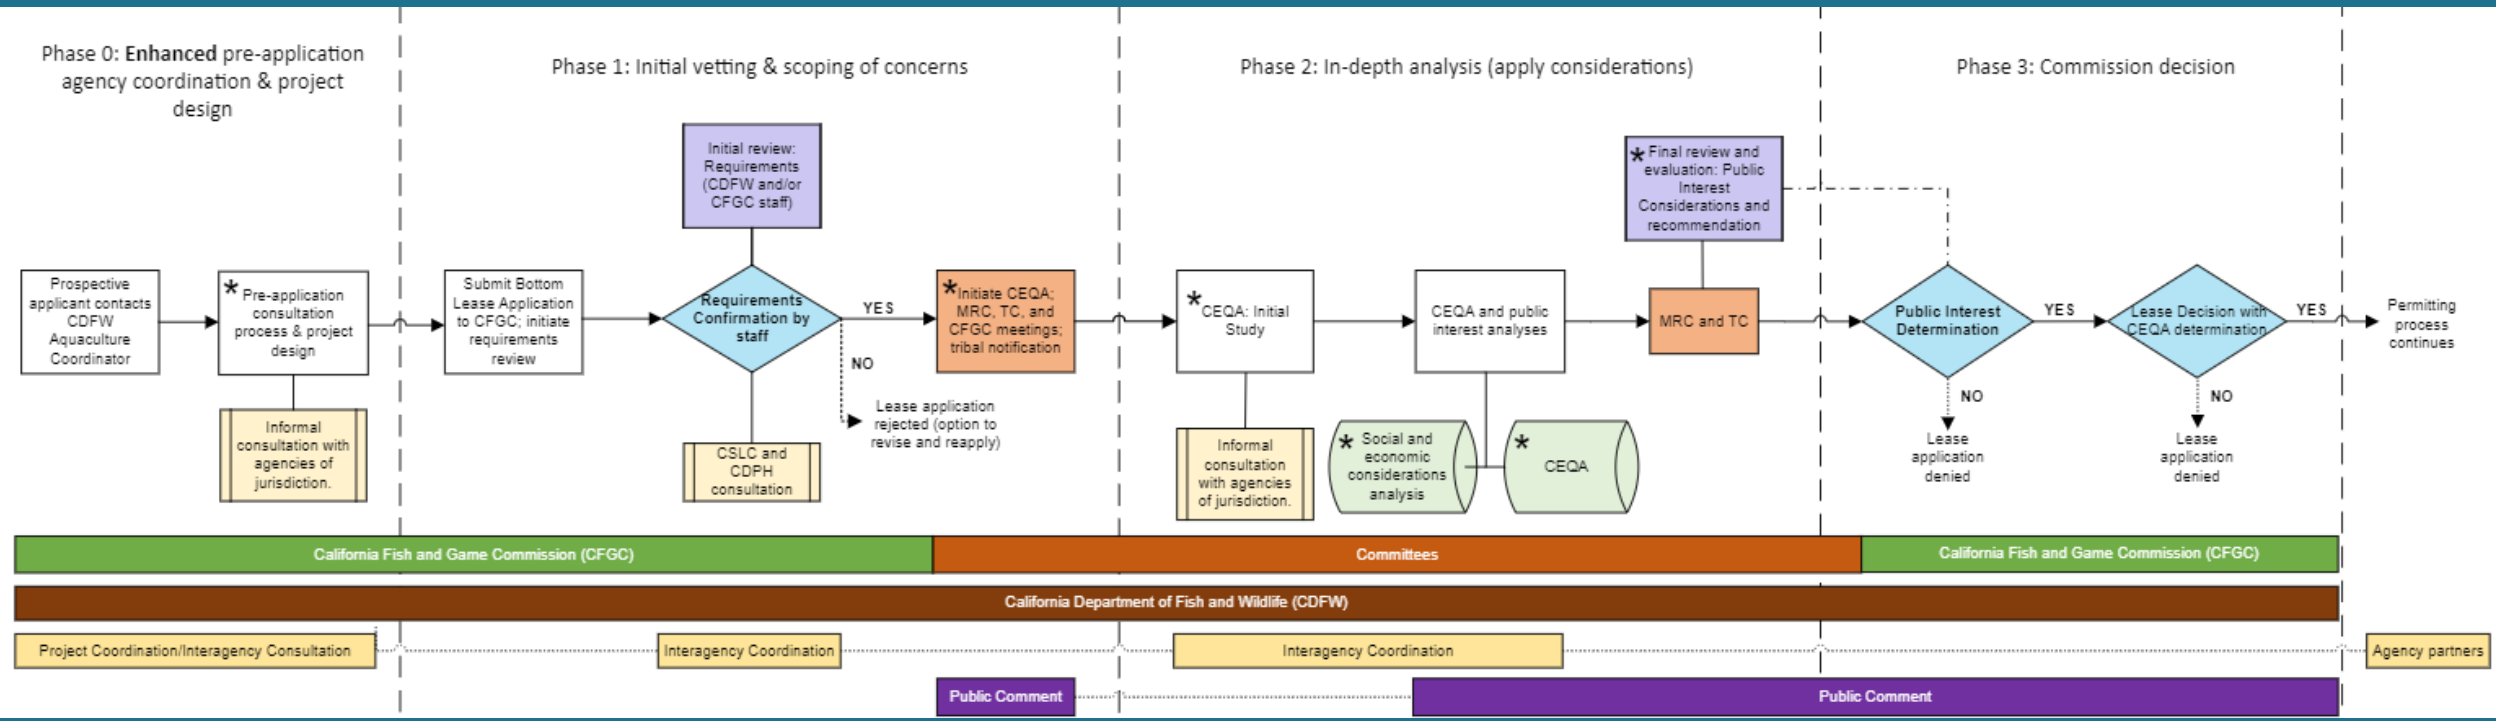 Phase 0: Enhanced pre-application
agency coordination & project
design
Phase 1: Initial vetting & scoping of concerns
Phase 2: In-depth analysis (apply considerations)
Phase 3: Commission decision
Prospective
applicant contacts
CDFW
Aquaculture
Coordinator
* Pre-application
consultation
process & project
design
Informal
consultation with
agencies of
jurisdiction.
Submit Bottom
Lease Application
to CFGC; initiate
requirements
review
Initial review:
Requirements
(CDFW and/or
CFGC staff)
Requirements
Confirmation by
staff
CSLC and
CDPH
consultation
YES
NO
Lease application
rejected (option to
revise and reapply)
* Initiate CEQA;
MRC, TC, and
CFGC meetings;
tribal notification
* CEQA: Initial
Study
Informal
consultation
with agencies
of jurisdiction.
CEQA and public
interest analyses
* Social and
economic
considerations
analysis
* CEQA
* Final review and
evaluation: Public
Interest
Considerations and
recommendation
MRC and TC
Public Interest
Determination
YES
NO
Lease
application
denied
Lease Decision with
CEQA determination
YES
NO
Lease
application
denied
Permitting
process
continues
California Fish and Game Commission (CFGC)
Committees
California Fish and Game Commission (CFGC)
California Department of Fish and Wildlife (CDFW)
Project Coordination/Interagency Consultation
Interagency Coordination
Interagency Coordination
Agency partners
Public Comment
Public Comment